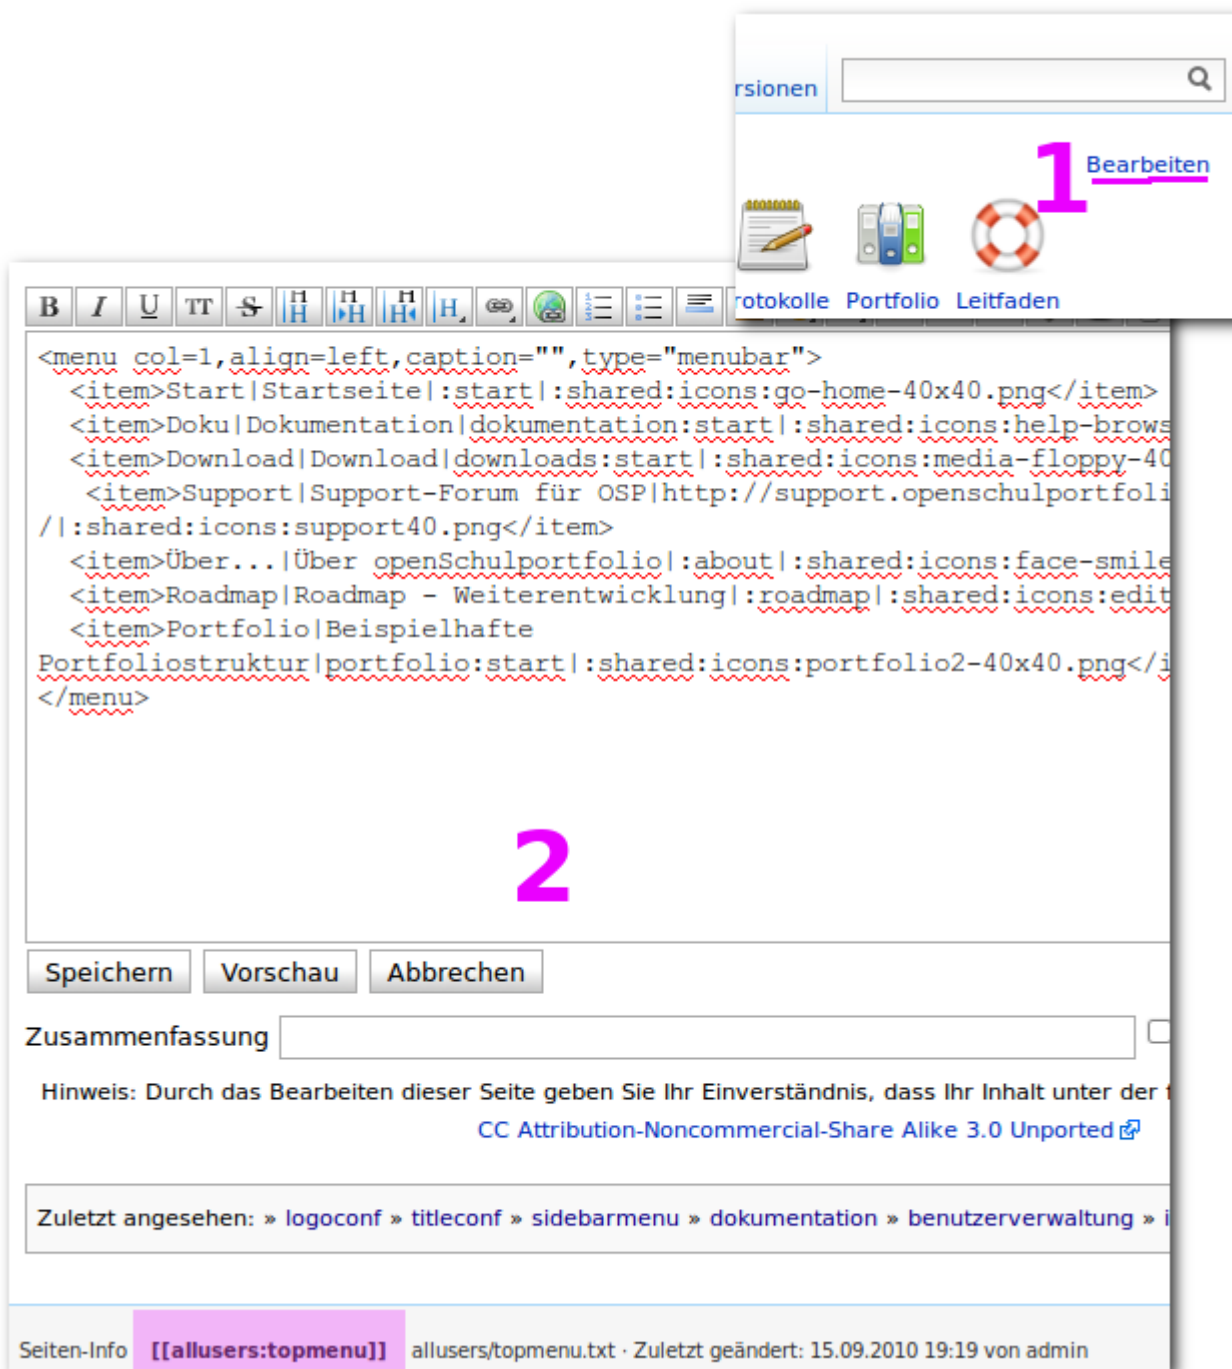 rsionen
1 Bearbeiten
rotokolle Portfolio Leitfaden
B I U TT S H H H H
<menu col=1,align=left,caption="",type="menubar">
<item>Start|Startseite|:start|:shared:icons:go-home-40x40.png</item>
<item>Doku|Dokumentation|dokumentation:start|:shared:icons:help-brows
<item>Download|Download|downloads:start|:shared:icons:media-floppy-40
<item>Support|Support-Forum für OSP|http://support.openschulportfoli
/|:shared:icons:support40.png</item>
<item>Über...|Über openSchulportfolio|:about|:shared:icons:face-smile
<item>Roadmap|Roadmap - Weiterentwicklung|:roadmap|:shared:icons:edit
<item>Portfolio|Beispielhafte
Portfoliostruktur|portfolio:start|:shared:icons:portfolio2-40x40.png</i
</menu>
2
Speichern Vorschau Abbrechen
Zusammenfassung
Hinweis: Durch das Bearbeiten dieser Seite geben Sie Ihr Einverständnis, dass Ihr Inhalt unter der f
CC Attribution-Noncommercial-Share Alike 3.0 Unported
Zuletzt angesehen: » logoconf » titleconf » sidebarmenu » dokumentation » benutzerverwaltung » i
Seiten-Info [[allusers:topmenu]] allusers/topmenu.txt · Zuletzt geändert: 15.09.2010 19:19 von admin